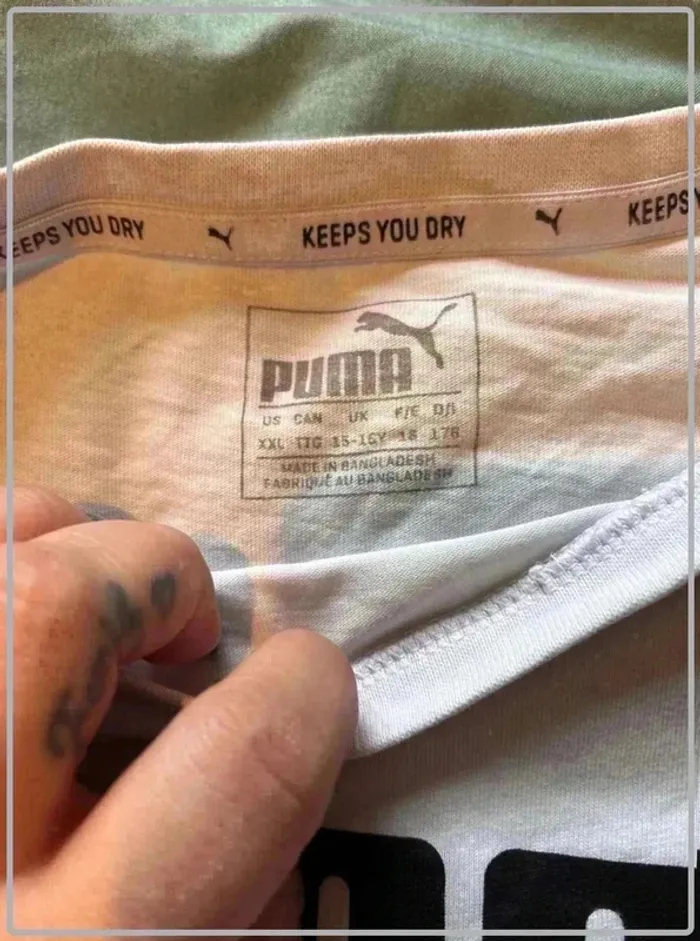 KEEPS YOU DRY KEEPS YOU DRY KEEPS
PUMA
US CAN UK F/E D/I
XXL TTG 15-16Y 16 176
MADE IN BANGLADESH
FABRIQUÉ AU BANGLADESH